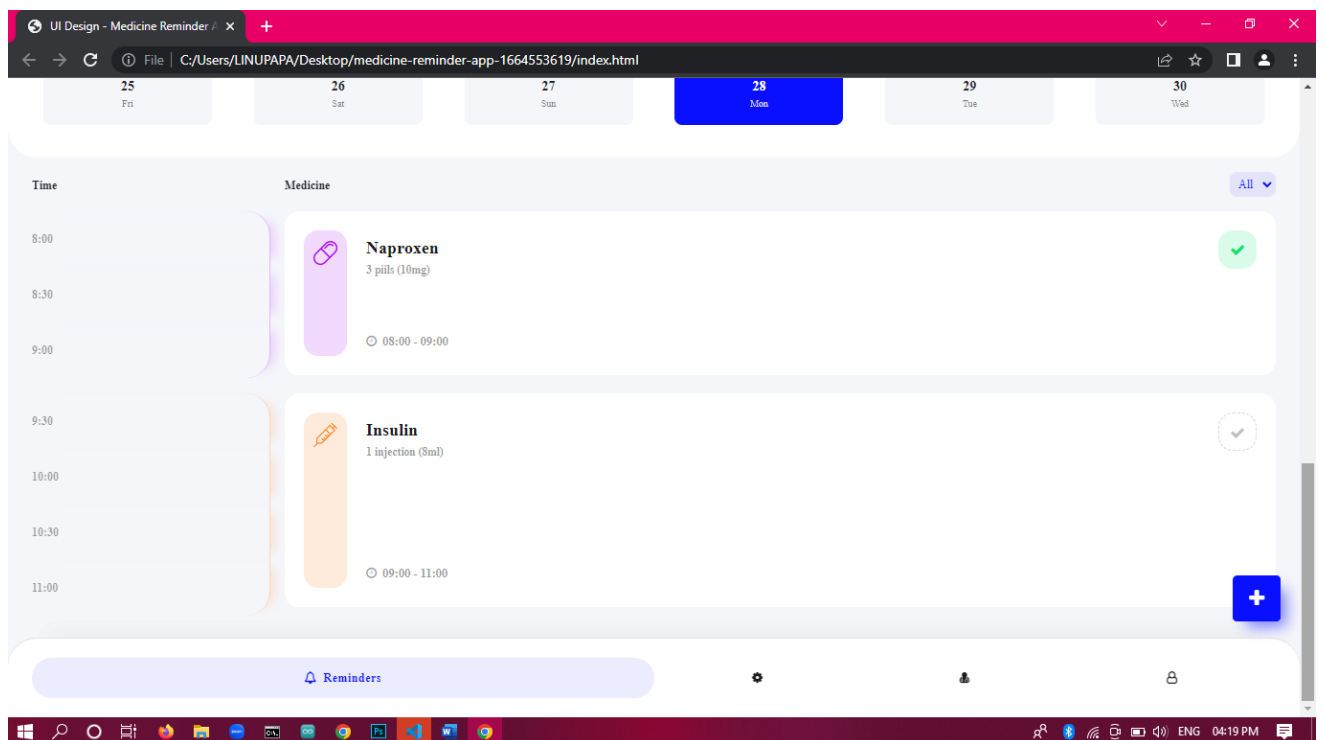 UI Design - Medicine Reminder A
File | C:/Users/LINUPAPA/Desktop/medicine-reminder-app-1664553619/index.html
25 26 27 28 29 30
Fri Sat Sun Mon Tue Wed
Time Medicine All
8:00
Naproxen
3 piils (10mg)
8:30
08:00 - 09:00
9:00
9:30
Insulin
1 injection (8ml)
10:00
10:30
09:00 - 11:00
11:00
Reminders
ENG 04:19 PM